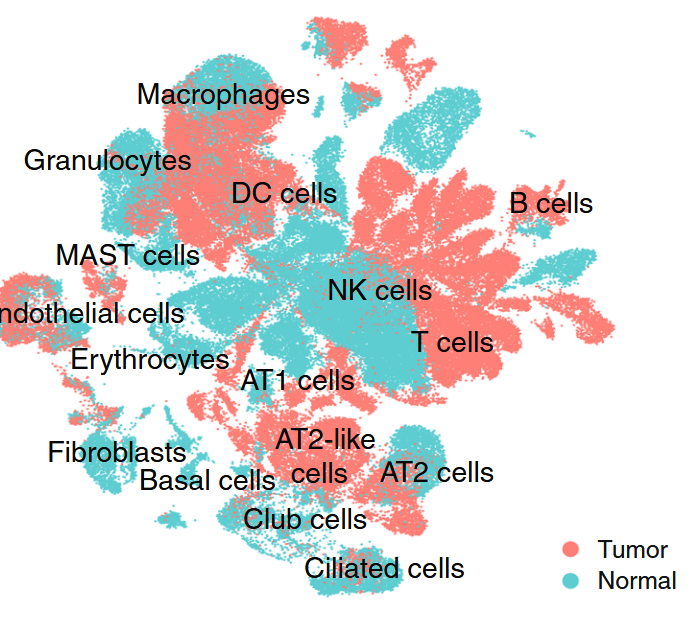 Macrophages
Granulocytes
DC cells
B cells
MAST cells
NK cells
ndothelial cells
T cells
Erythrocytes
AT1 cells
AT2-like
cells
Fibroblasts
AT2 cells
Basal cells
Club cells
Ciliated cells
Tumor
Normal